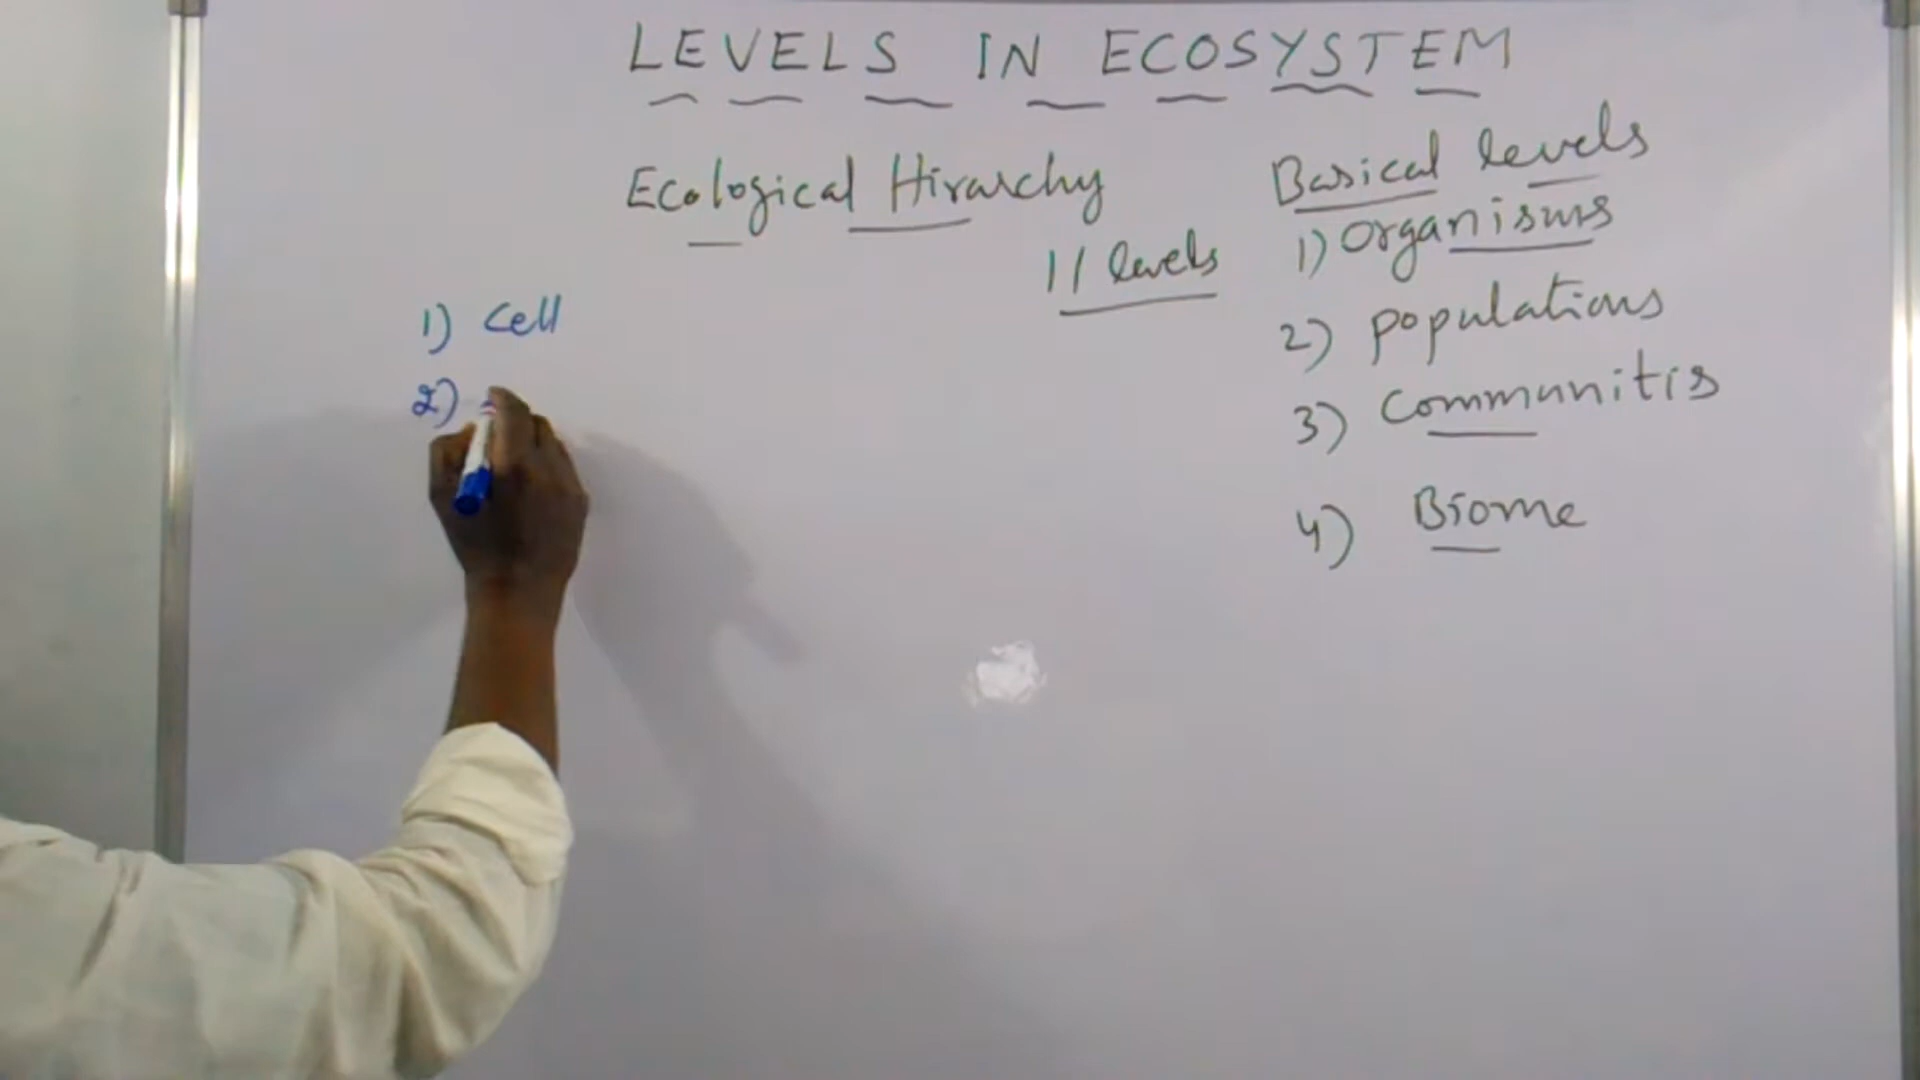 LEVELS IN ECOSYSTEM
Ecological Hirarchy
11 levels
1) Cell
2)
Basical levels
1) Organisms
2) Populations
3) Communitis
4) Biome